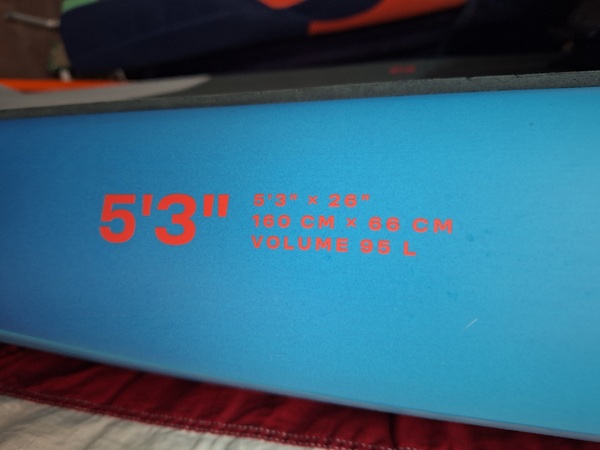 5'3"
5'3" × 26"
160 CM × 66 CM
VOLUME 95 L